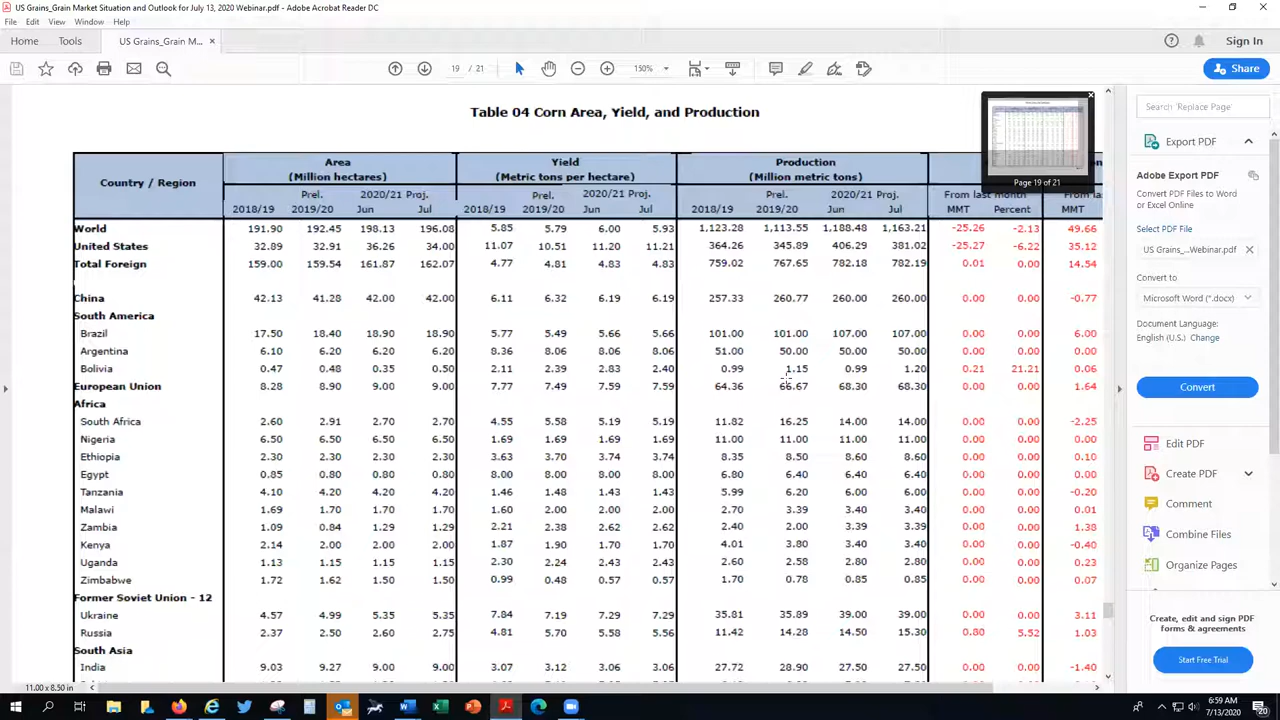 US Grains_Grain Market Situation and Outlook for July 13, 2020 Webinar.pdf - Adobe Acrobat Reader DC
File Edit View Window Help
Home Tools US Grains_Grain M... × Sign In
19 / 21 150% Share
Table 04 Corn Area, Yield, and Production
Page 19 of 21
Country / Region Area (Million hectares) Yield (Metric tons per hectare) Production (Million metric tons)
Prel. 2020/21 Proj. Prel. 2020/21 Proj. Prel. 2020/21 Proj. From last month From la
2018/19 2019/20 Jun Jul 2018/19 2019/20 Jun Jul 2018/19 2019/20 Jun Jul MMT Percent MMT
World 191.90 192.45 198.13 196.08 5.85 5.79 6.00 5.93 1,123.28 1,113.55 1,188.48 1,163.21 -25.26 -2.13 49.66
United States 32.89 32.91 36.26 34.00 11.07 10.51 11.20 11.21 364.26 345.89 406.29 381.02 -25.27 -6.22 35.12
Total Foreign 159.00 159.54 161.87 162.07 4.77 4.81 4.83 4.83 759.02 767.65 782.18 782.19 0.01 0.00 14.54
China 42.13 41.28 42.00 42.00 6.11 6.32 6.19 6.19 257.33 260.77 260.00 260.00 0.00 0.00 -0.77
South America
Brazil 17.50 18.40 18.90 18.90 5.77 5.49 5.66 5.66 101.00 101.00 107.00 107.00 0.00 0.00 6.00
Argentina 6.10 6.20 6.20 6.20 8.36 8.06 8.06 8.06 51.00 50.00 50.00 50.00 0.00 0.00 0.00
Bolivia 0.47 0.48 0.35 0.50 2.11 2.39 2.83 2.40 0.99 1.15 0.99 1.20 0.21 21.21 0.06
European Union 8.28 8.90 9.00 9.00 7.77 7.49 7.59 7.59 64.36 66.67 68.30 68.30 0.00 0.00 1.64
Africa
South Africa 2.60 2.91 2.70 2.70 4.55 5.58 5.19 5.19 11.82 16.25 14.00 14.00 0.00 0.00 -2.25
Nigeria 6.50 6.50 6.50 6.50 1.69 1.69 1.69 1.69 11.00 11.00 11.00 11.00 0.00 0.00 0.00
Ethiopia 2.30 2.30 2.30 2.30 3.63 3.70 3.74 3.74 8.35 8.50 8.60 8.60 0.00 0.00 0.10
Egypt 0.85 0.80 0.80 0.80 8.00 8.00 8.00 8.00 6.80 6.40 6.40 6.40 0.00 0.00 0.00
Tanzania 4.10 4.20 4.20 4.20 1.46 1.48 1.43 1.43 5.99 6.20 6.00 6.00 0.00 0.00 -0.20
Malawi 1.69 1.70 1.70 1.70 1.60 2.00 2.00 2.00 2.70 3.39 3.40 3.40 0.00 0.00 0.01
Zambia 1.09 0.84 1.29 1.29 2.21 2.38 2.62 2.62 2.40 2.00 3.39 3.39 0.00 0.00 1.38
Kenya 2.14 2.00 2.00 2.00 1.87 1.90 1.70 1.70 4.01 3.80 3.40 3.40 0.00 0.00 -0.40
Uganda 1.13 1.15 1.15 1.15 2.30 2.24 2.43 2.43 2.60 2.58 2.80 2.80 0.00 0.00 0.23
Zimbabwe 1.72 1.62 1.50 1.50 0.99 0.48 0.57 0.57 1.70 0.78 0.85 0.85 0.00 0.00 0.07
Former Soviet Union - 12
Ukraine 4.57 4.99 5.35 5.35 7.84 7.19 7.29 7.29 35.81 35.89 39.00 39.00 0.00 0.00 3.11
Russia 2.37 2.50 2.60 2.75 4.81 5.70 5.58 5.56 11.42 14.28 14.50 15.30 0.80 5.52 1.03
South Asia
India 9.03 9.27 9.00 9.00 3.07 3.12 3.06 3.06 27.72 28.90 27.50 27.50 0.00 0.00 -1.40
11.00 x 8.50 in
Search 'Replace Page'
Export PDF
Adobe Export PDF
Convert PDF Files to Word
or Excel Online
Select PDF File
US Grains_...Webinar.pdf ×
Convert to
Microsoft Word (*.docx)
Document Language:
English (U.S.) Change
Convert
Edit PDF
Create PDF
Comment
Combine Files
Organize Pages
Create, edit and sign PDF
forms & agreements
Start Free Trial
6:59 AM
7/13/2020
20